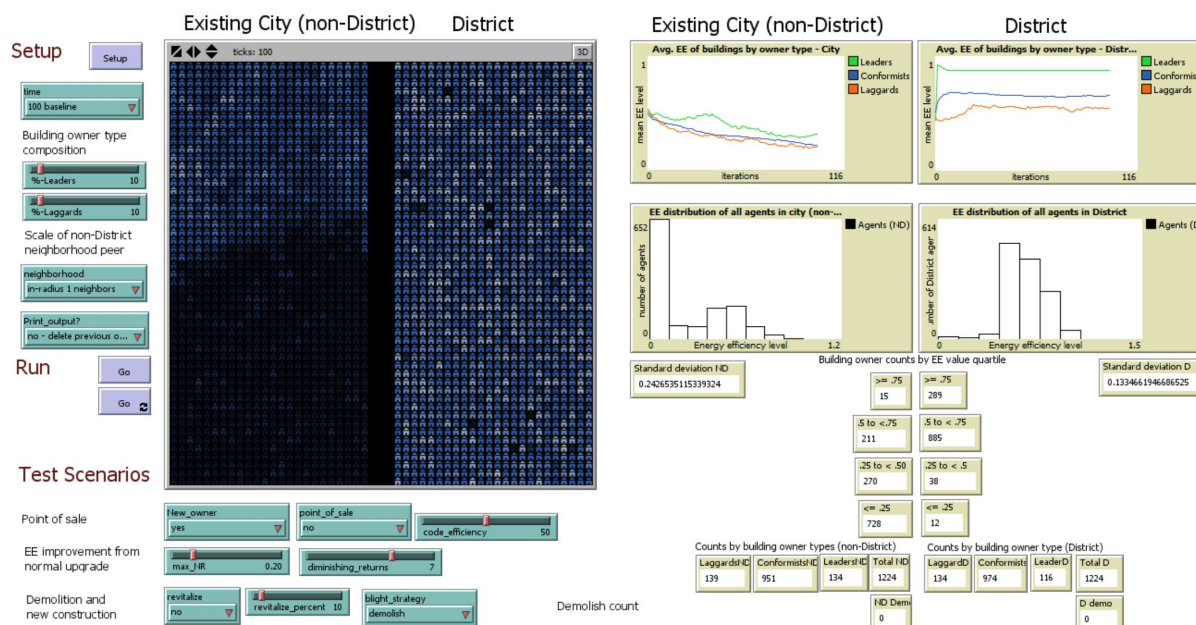 Existing City (non-District)
District
Setup
Setup
time
100 baseline
Building owner type
composition
%-Leaders 10
%-Laggards 10
Scale of non-District
neighborhood peer
neighborhood
in-radius 1 neighbors
Print_output?
no - delete previous o...
Run
Go
Go
ticks: 100
3D
Test Scenarios
Point of sale
New_owner
yes
point_of_sale
no
code_efficiency 50
EE improvement from
normal upgrade
max_NR 0.20
diminishing_returns 7
Demolition and
new construction
revitalize
no
revitalize_percent 10
blight_strategy
demolish
Demolish count
Existing City (non-District)
District
Avg. EE of buildings by owner type - City
1
mean EE level
0
0
iterations
116
Leaders
Conformists
Laggards
Avg. EE of buildings by owner type - Distr...
1
mean EE level
0
0
iterations
116
Leaders
Conformists
Laggards
EE distribution of all agents in city (non-...
652
number of agents
0
0
Energy efficiency level
1.2
Agents (ND)
EE distribution of all agents in District
614
umber of District ager
0
0
Energy efficiency level
1.5
Agents (D
Building owner counts by EE value quartile
Standard deviation ND
0.2426535115339324
Standard deviation D
0.1334661946686525
>= .75
15
>= .75
289
.5 to <.75
211
.5 to <.75
885
.25 to < .50
270
.25 to < .5
38
<= .25
728
<= .25
12
Counts by building owner types (non-District)
LaggardsND
139
ConformistsND
951
LeadersND
134
Total ND
1224
ND Demo
0
Counts by building owner type (District)
LaggardD
134
Conformists
974
LeaderD
116
Total D
1224
D demo
0